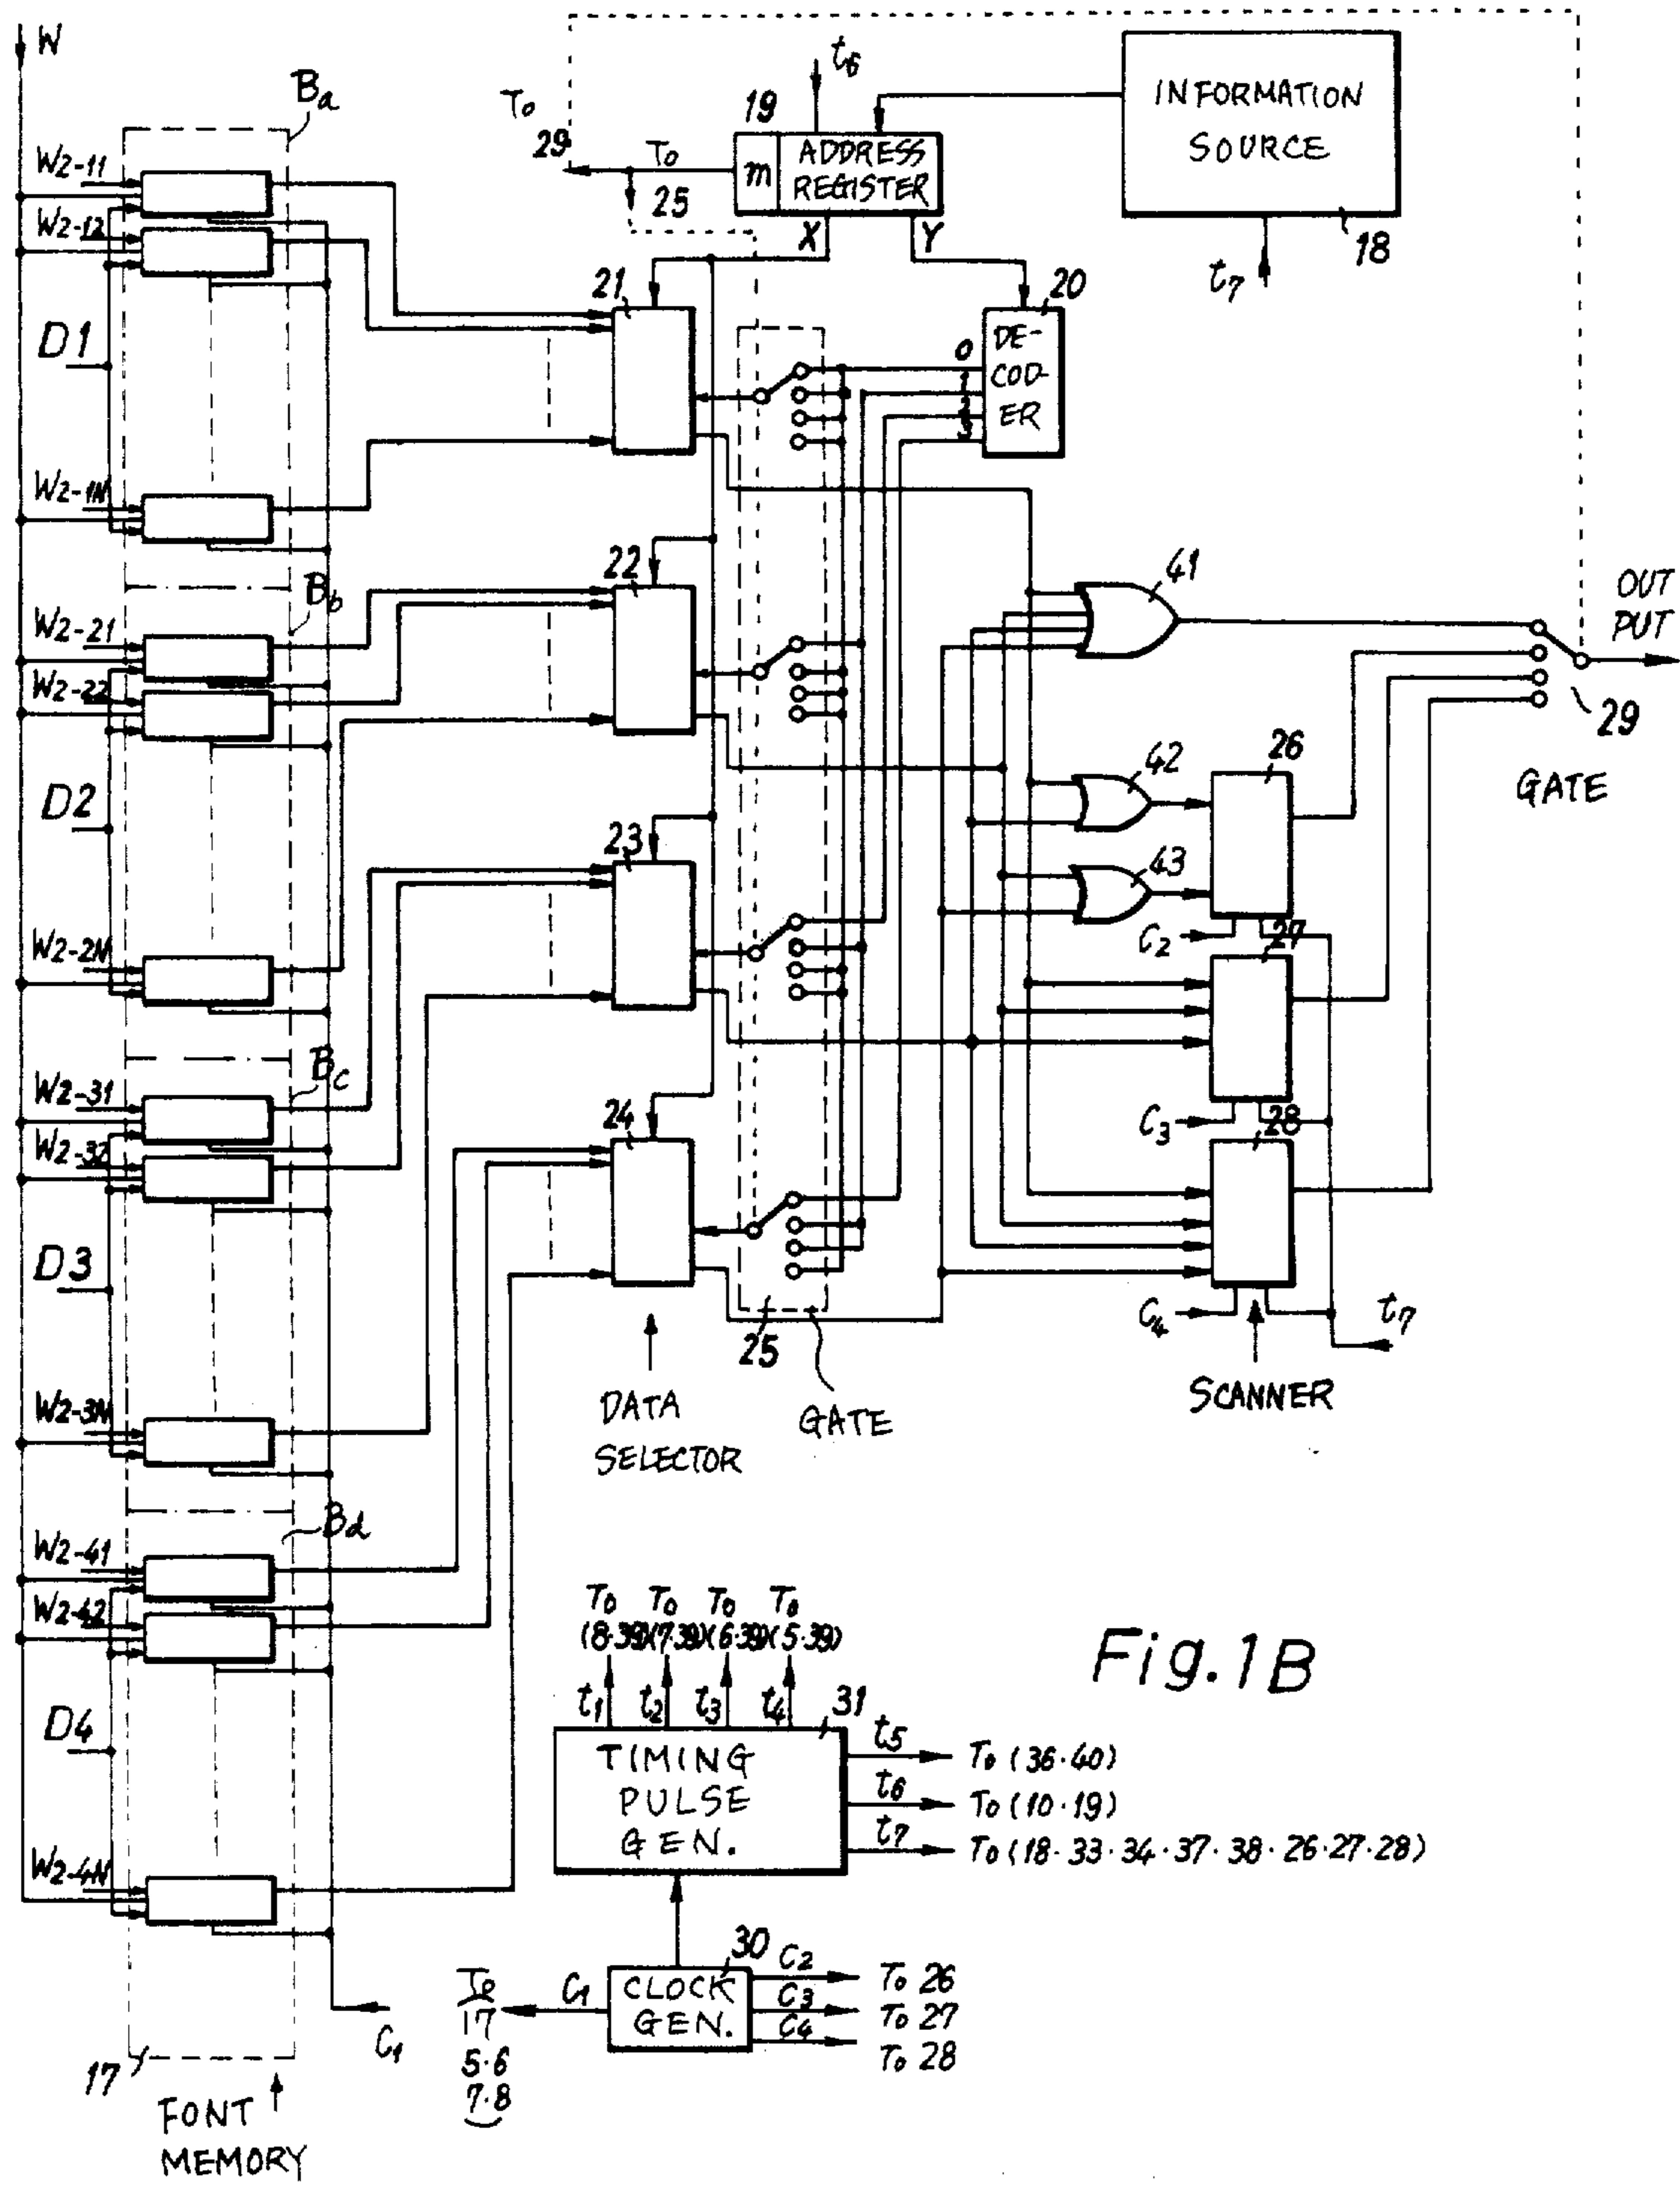 W
Ba
To
29
t6
19
INFORMATION
SOURCE
18
t7
To
25
m
ADDRESS
REGISTER
X
Y
W2-11
W2-12
D1
W2-1N
21
20
DE-
COD-
ER
0
1
2
3
Bb
W2-21
W2-22
D2
W2-2N
22
41
OUT
PUT
29
GATE
42
26
43
C2
23
27
C3
28
Bc
W2-31
W2-32
D3
W2-3N
24
C4
t7
25
DATA
SELECTOR
GATE
SCANNER
Bd
W2-41
W2-42
D4
W2-4N
To To To To
(8·39)(7·39)(6·39)(5·39)
t1 t2 t3 t4
31
TIMING
PULSE
GEN.
t5 To (36·40)
t6 To (10·19)
t7 To (18·33·34·37·38·26·27·28)
Fig.1B
30
CLOCK
GEN.
C2 To 26
C3 To 27
C4 To 28
C1
To
17
5·6
7·8
C1
17
FONT
MEMORY